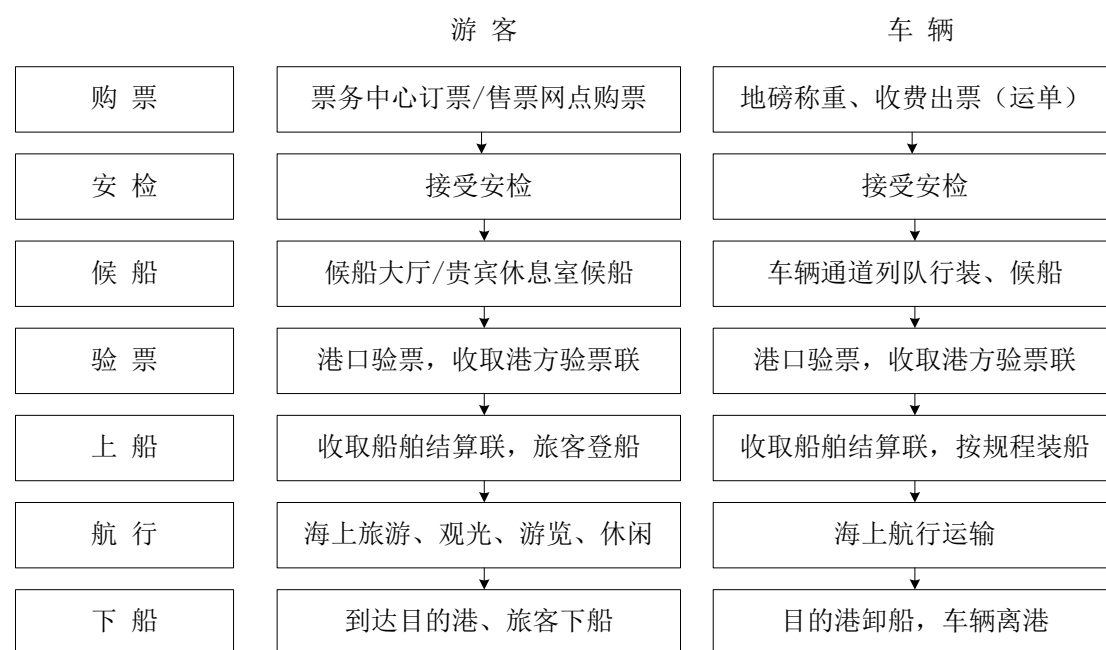 游 客 车 辆
购 票 票务中心订票/售票网点购票 地磅称重、收费出票（运单）
安 检 接受安检 接受安检
候 船 候船大厅/贵宾休息室候船 车辆通道列队行装、候船
验 票 港口验票，收取港方验票联 港口验票，收取港方验票联
上 船 收取船舶结算联，旅客登船 收取船舶结算联，按规程装船
航 行 海上旅游、观光、游览、休闲 海上航行运输
下 船 到达目的港、旅客下船 目的港卸船，车辆离港